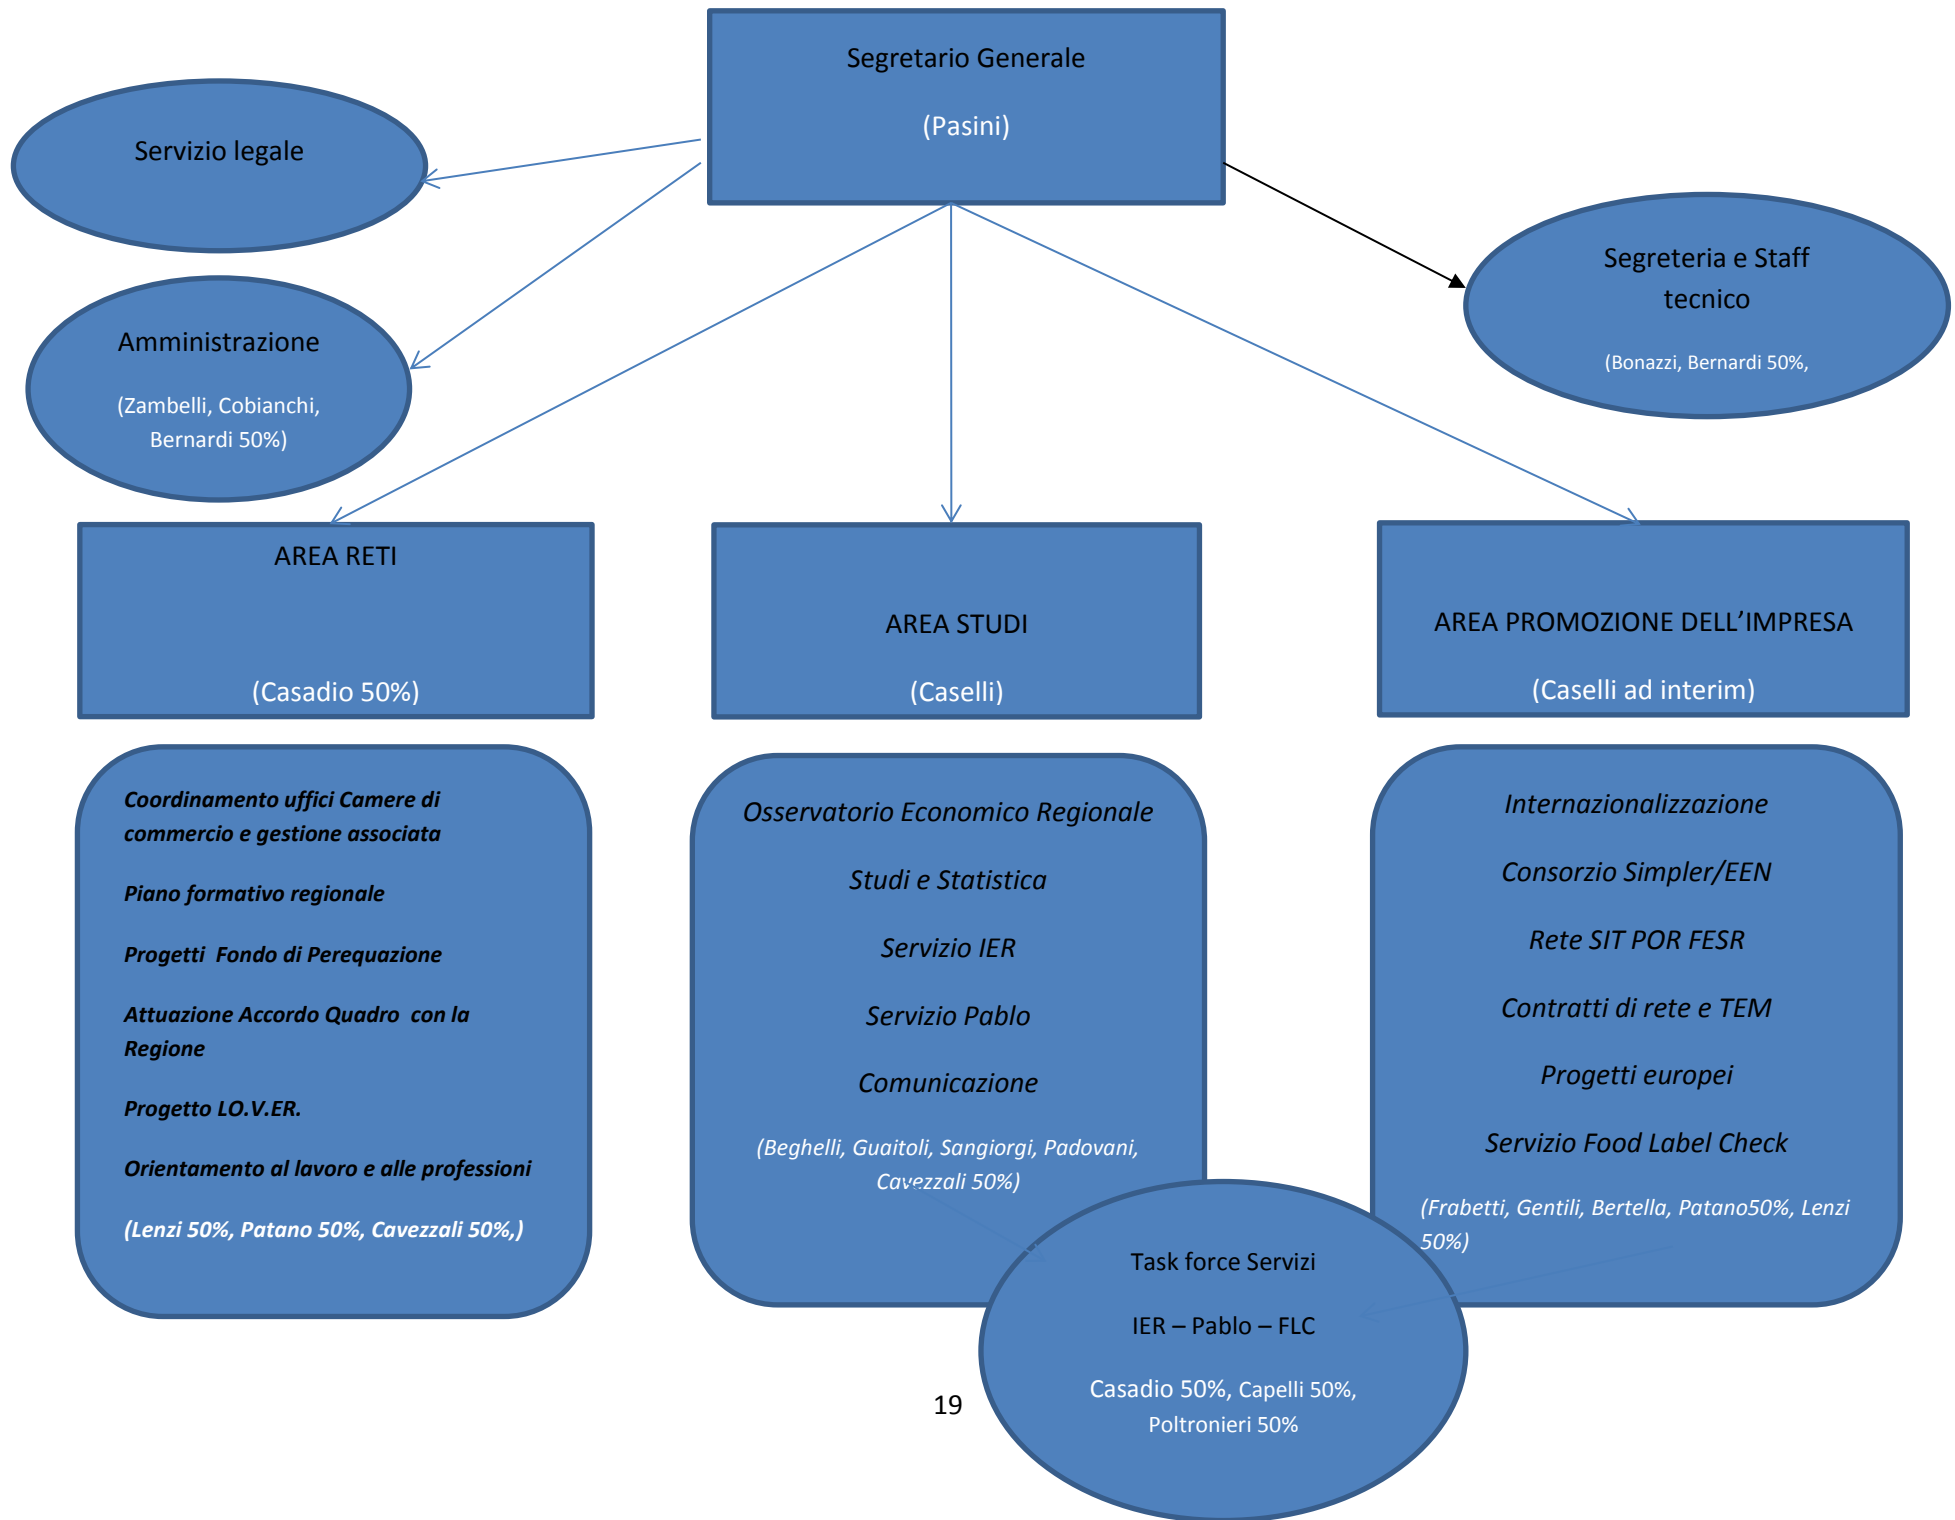 Segretario Generale
(Pasini)
Servizio legale
Segreteria e Staff
tecnico
(Bonazzi, Bernardi 50%,
Amministrazione
(Zambelli, Cobianchi,
Bernardi 50%)
AREA RETI
(Casadio 50%)
AREA STUDI
(Caselli)
AREA PROMOZIONE DELL’IMPRESA
(Caselli ad interim)
Coordinamento uffici Camere di
commercio e gestione associata
Piano formativo regionale
Progetti  Fondo di Perequazione
Attuazione Accordo Quadro  con la
Regione
Progetto LO.V.ER.
Orientamento al lavoro e alle professioni
(Lenzi 50%, Patano 50%, Cavezzali 50%,)
Osservatorio Economico Regionale
Studi e Statistica
Servizio IER
Servizio Pablo
Comunicazione
(Beghelli, Guaitoli, Sangiorgi, Padovani,
Cavezzali 50%)
Internazionalizzazione
Consorzio Simpler/EEN
Rete SIT POR FESR
Contratti di rete e TEM
Progetti europei
Servizio Food Label Check
(Frabetti, Gentili, Bertella, Patano50%, Lenzi
50%)
Task force Servizi
IER – Pablo – FLC
Casadio 50%, Capelli 50%,
Poltronieri 50%
19